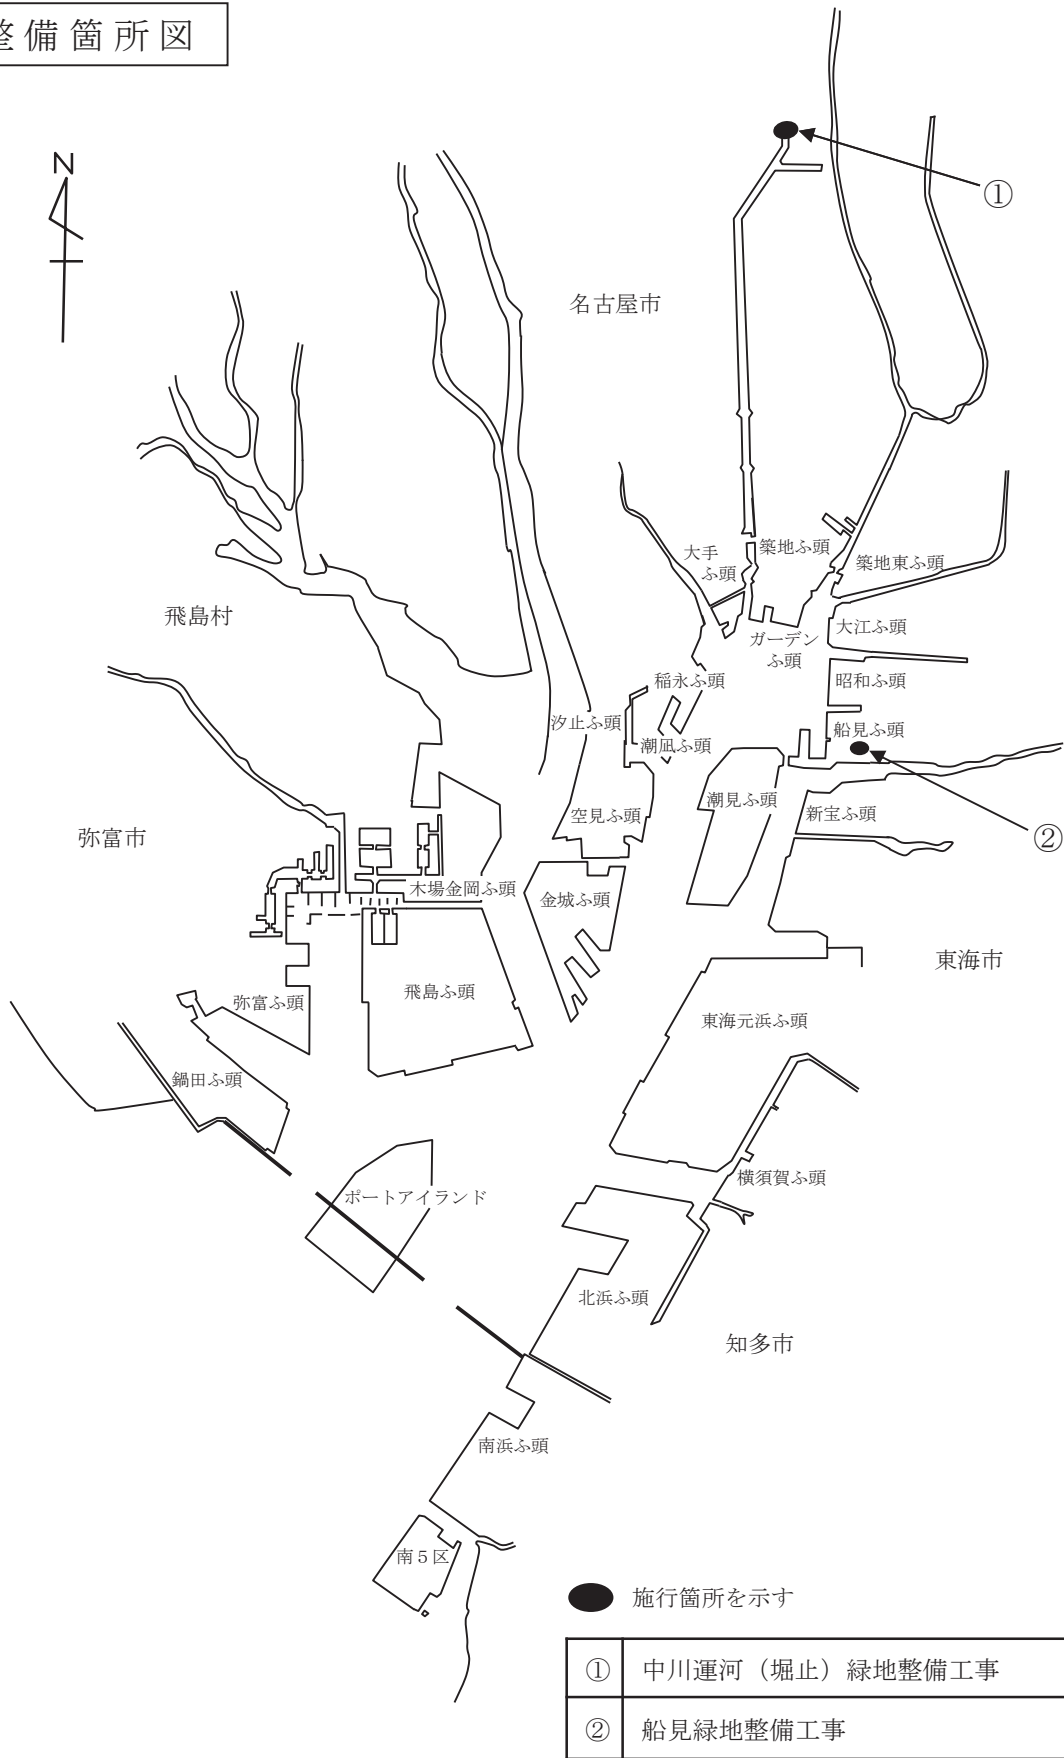 整備箇所図
N
①
名古屋市
大手
ふ頭
築地ふ頭
築地東ふ頭
飛島村
ガーデン
ふ頭
大江ふ頭
稲永ふ頭
昭和ふ頭
汐止ふ頭
潮凪ふ頭
船見ふ頭
潮見ふ頭
新宝ふ頭
空見ふ頭
②
弥富市
木場金岡ふ頭
金城ふ頭
東海市
飛島ふ頭
弥富ふ頭
東海元浜ふ頭
鍋田ふ頭
横須賀ふ頭
ポートアイランド
北浜ふ頭
知多市
南浜ふ頭
南5区
施行箇所を示す
① 中川運河（堀止）緑地整備工事
② 船見緑地整備工事